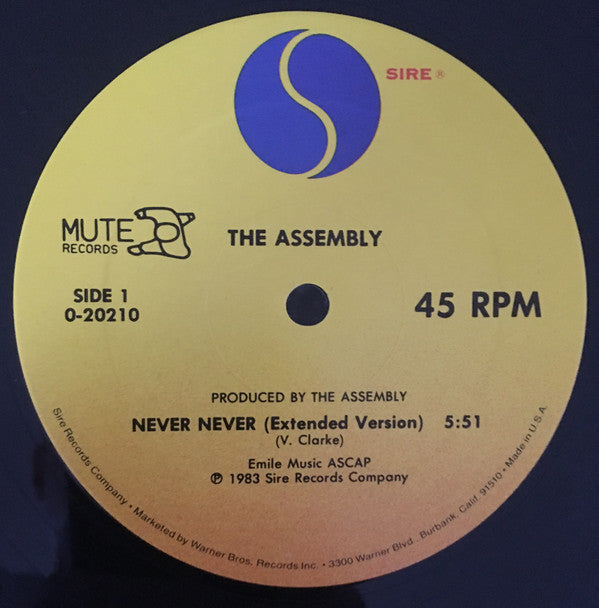 SIRE ®
MUTE
RECORDS
THE ASSEMBLY
SIDE 1
0-20210
45 RPM
PRODUCED BY THE ASSEMBLY
NEVER NEVER (Extended Version) 5:51
(V. Clarke)
Emile Music ASCAP
℗ 1983 Sire Records Company
Sire Records Company • Marketed by Warner Bros. Records Inc. • 3300 Warner Blvd., Burbank, Calif. 91510 • Made in U.S.A.